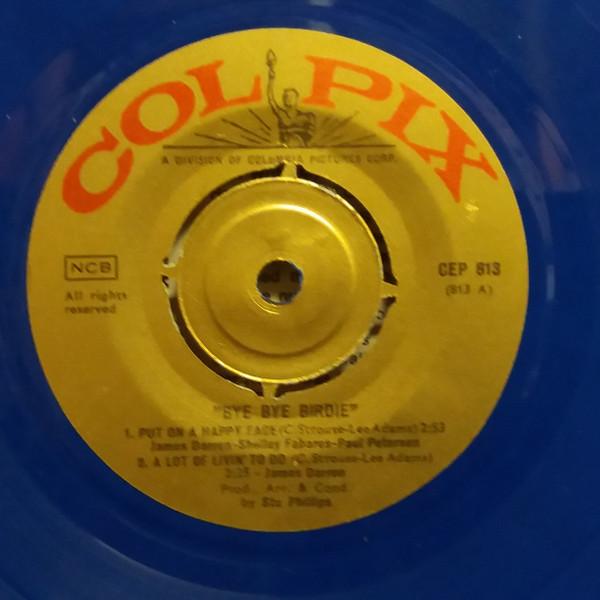 COLPIX
A DIVISION OF COLUMBIA PICTURES CORP.
NCB
All rights
reserved
CEP 813
(813 A)
"BYE BYE BIRDIE"
1. PUT ON A HAPPY FACE (C. Strouse-Lee Adams) 2:53
James Darren-Shelley Fabares-Paul Petersen
2. A LOT OF LIVIN' TO DO (C. Strouse-Lee Adams)
2:25 - James Darren
Prod. Arr. & Cond.
by Stu Phillips